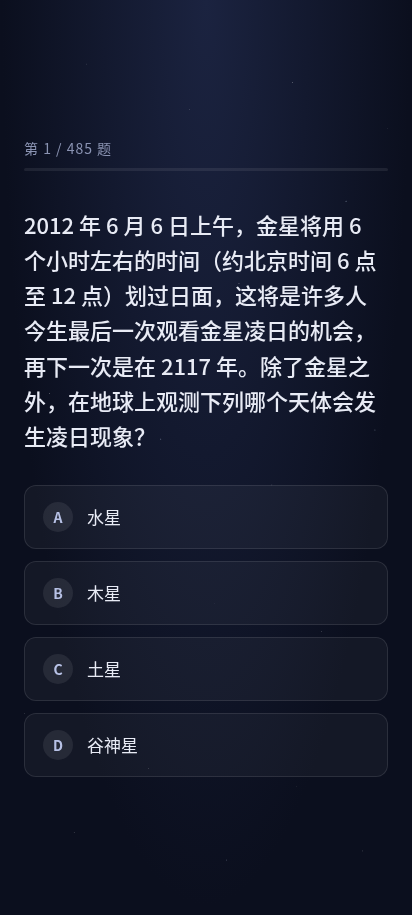 第 1 / 485 题
2012 年 6 月 6 日上午，金星将用 6
个小时左右的时间（约北京时间 6 点
至 12 点）划过日面，这将是许多人
今生最后一次观看金星凌日的机会，
再下一次是在 2117 年。除了金星之
外，在地球上观测下列哪个天体会发
生凌日现象？
A 水星
B 木星
C 土星
D 谷神星